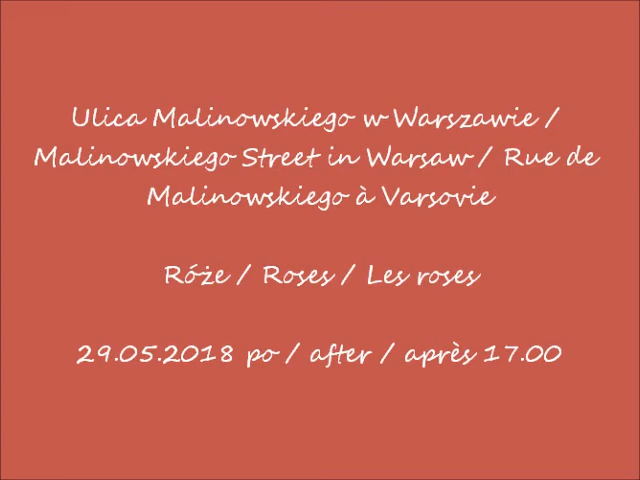 Ulica Malinowskiego w Warszawie /
Malinowskiego Street in Warsaw / Rue de
Malinowskiego à Varsovie
Róże / Roses / Les roses
29.05.2018 po / after / après 17.00